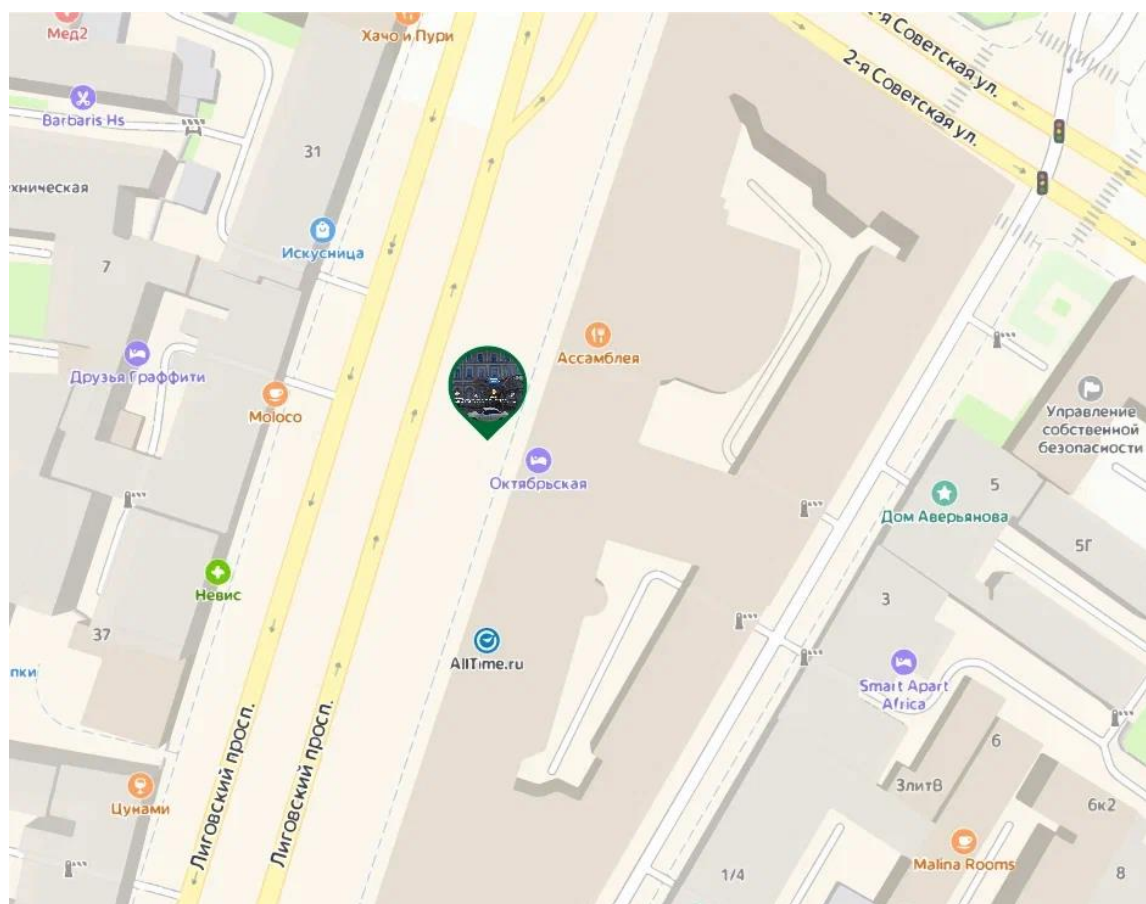 Мед2
Хачо и Пури
Barbaris Hs
31
2-я Советская ул.
-я Советская ул.
ехническая
Искусница
7
Друзья Граффити
Ассамблея
Moloco
Управление
собственной
безопасности
Октябрьская
5
Дом Аверьянова
5Г
Невис
3
37
AllTime.ru
пки
Smart Apart
Africa
Лиговский просп.
Лиговский просп.
6
3литВ
6к2
Цунами
Malina Rooms
1/4
8